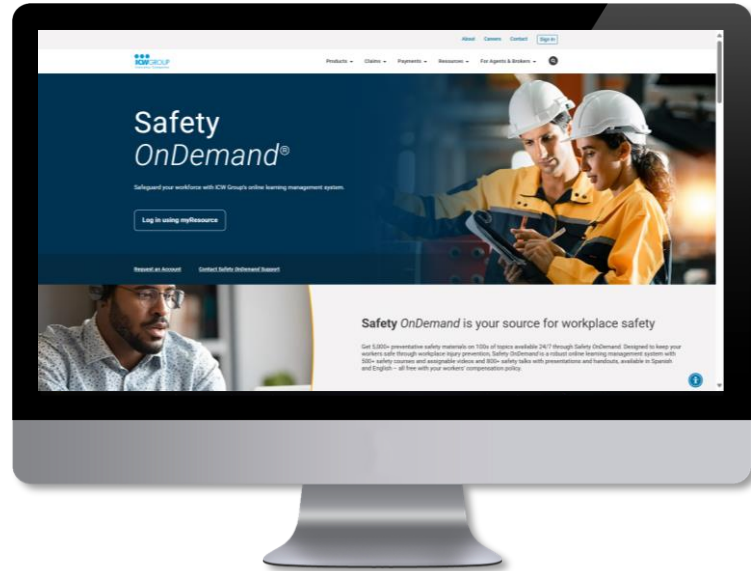 About Careers Contact Sign In
ICWGROUP
Products Claims Payments Resources For Agents & Brokers
Safety
OnDemand®
Safeguard your workforce with ICW Group's online learning management system.
Log in using myResource
Request an Account Contact Safety OnDemand Support
Safety OnDemand is your source for workplace safety
Get 5,000+ preventative safety materials on 100s of topics available 24/7 through Safety OnDemand. Designed to keep your
workers safe through workplace injury prevention, Safety OnDemand is a robust online learning management system with
500+ safety courses and assignable videos and 800+ safety talks with presentations and handouts, available in Spanish
and English – all free with your workers' compensation policy.